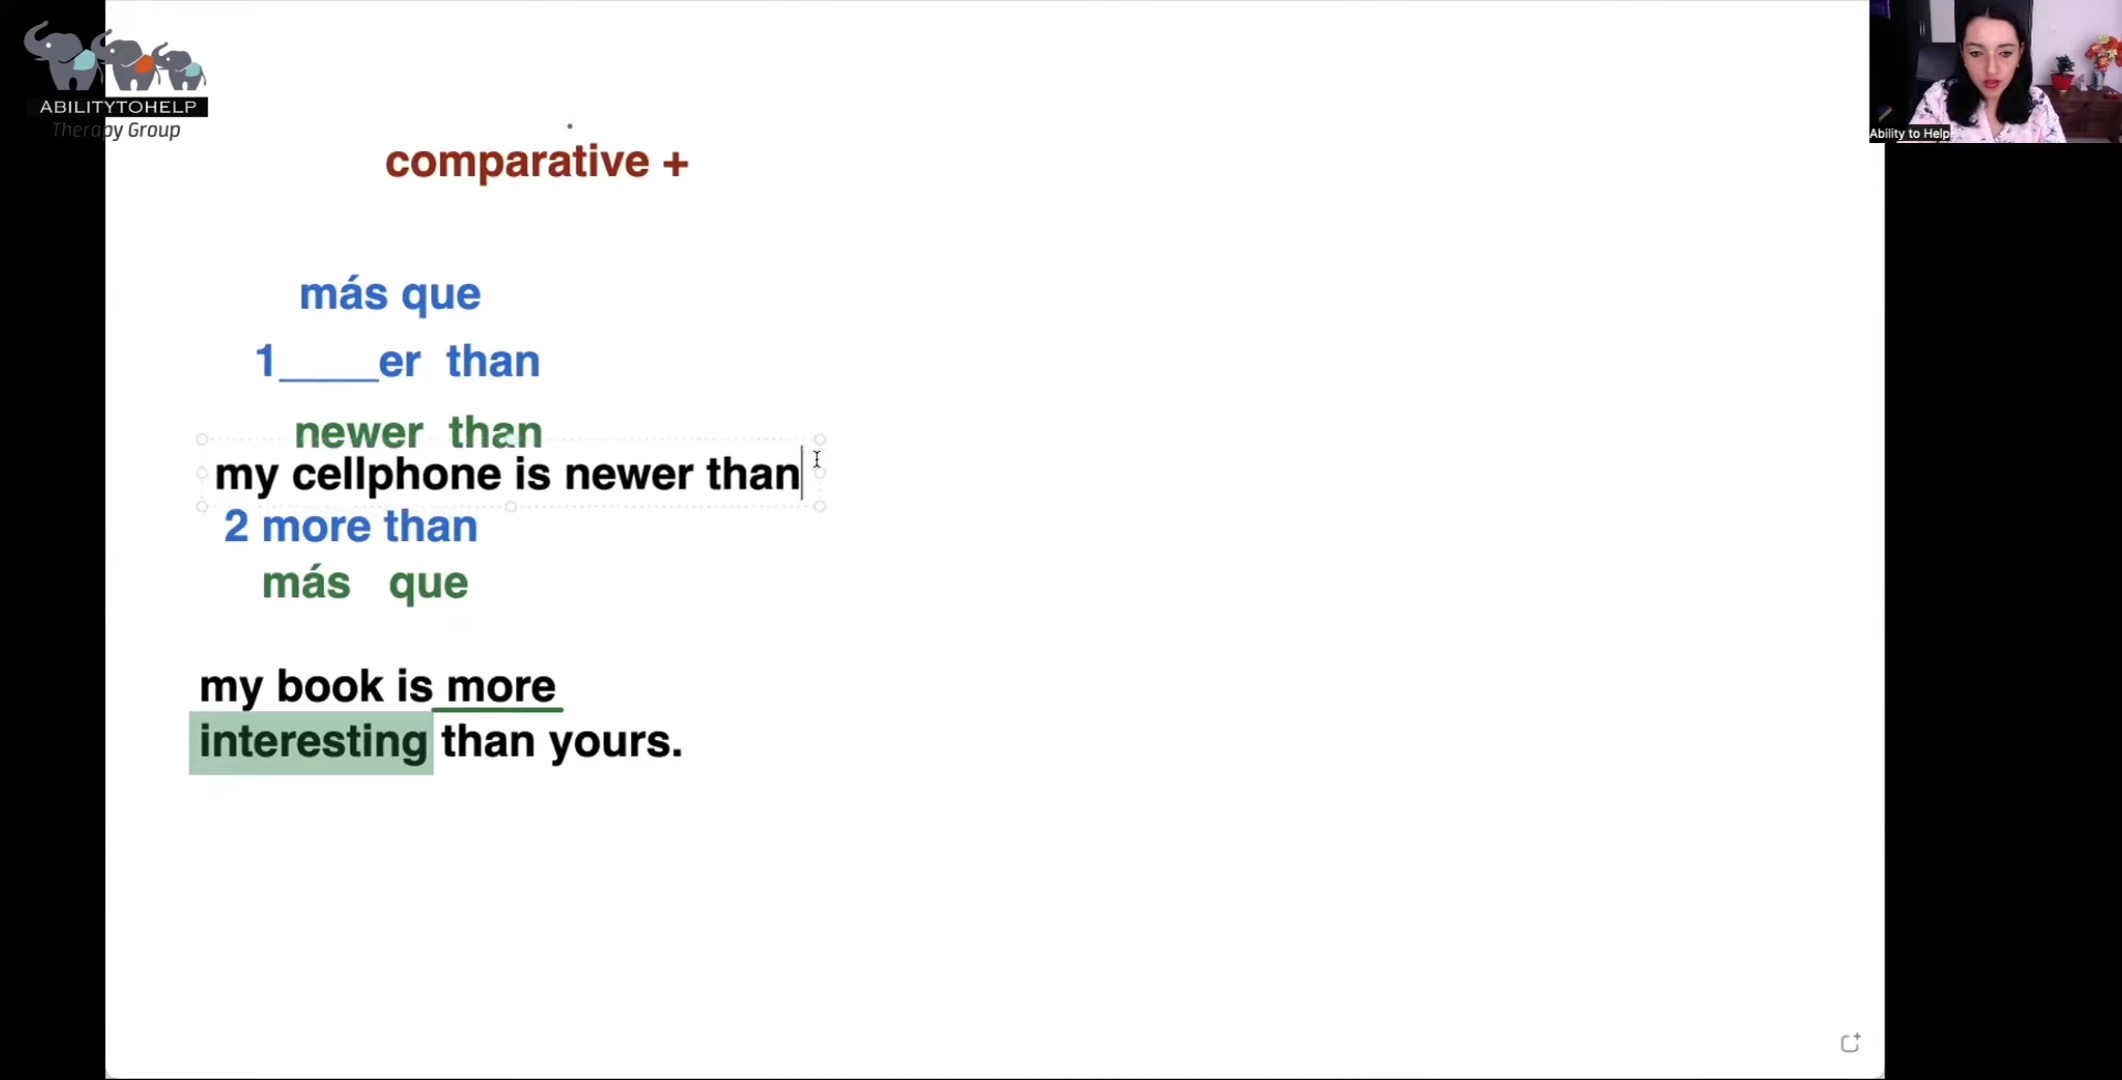 ABILITYTOHELP
Therapy Group
Ability to Help
comparative +
más que
1____er than
newer than
my cellphone is newer than
2 more than
más que
my book is more
interesting than yours.